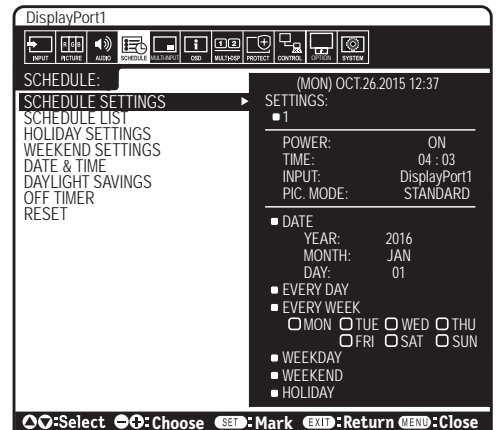 DisplayPort1
INPUT PICTURE AUDIO SCHEDULE MULTI-INPUT OSD MULTI-DSP PROTECT CONTROL OPTION SYSTEM
SCHEDULE:
SCHEDULE SETTINGS
SCHEDULE LIST
HOLIDAY SETTINGS
WEEKEND SETTINGS
DATE & TIME
DAYLIGHT SAVINGS
OFF TIMER
RESET
(MON) OCT.26.2015 12:37
SETTINGS:
1
POWER: ON
TIME: 04 : 03
INPUT: DisplayPort1
PIC. MODE: STANDARD
DATE
YEAR: 2016
MONTH: JAN
DAY: 01
EVERY DAY
EVERY WEEK
MON TUE WED THU
FRI SAT SUN
WEEKDAY
WEEKEND
HOLIDAY
:Select :Choose SET:Mark EXIT:Return MENU:Close